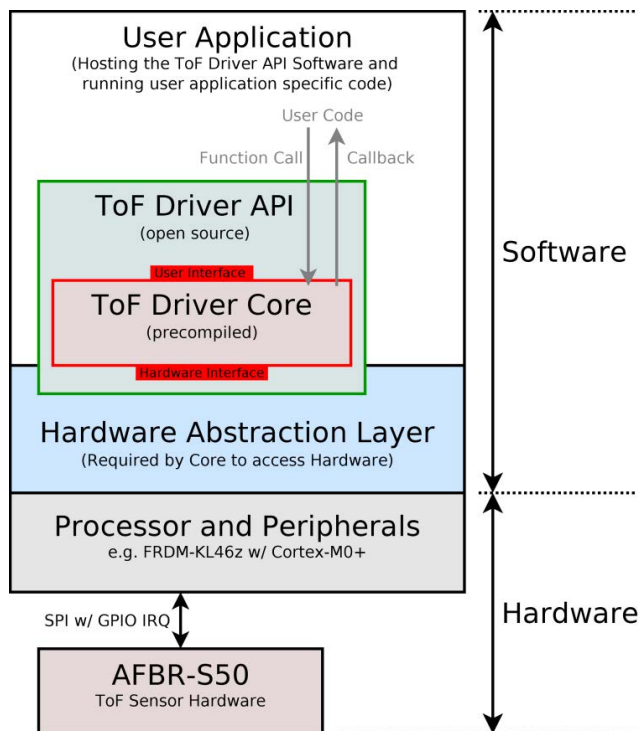 User Application
(Hosting the ToF Driver API Software and
running user application specific code)
User Code
Function Call
Callback
ToF Driver API
(open source)
User Interface
ToF Driver Core
(precompiled)
Hardware Interface
Hardware Abstraction Layer
(Required by Core to access Hardware)
Software
Processor and Peripherals
e.g. FRDM-KL46z w/ Cortex-M0+
SPI w/ GPIO IRQ
Hardware
AFBR-S50
ToF Sensor Hardware